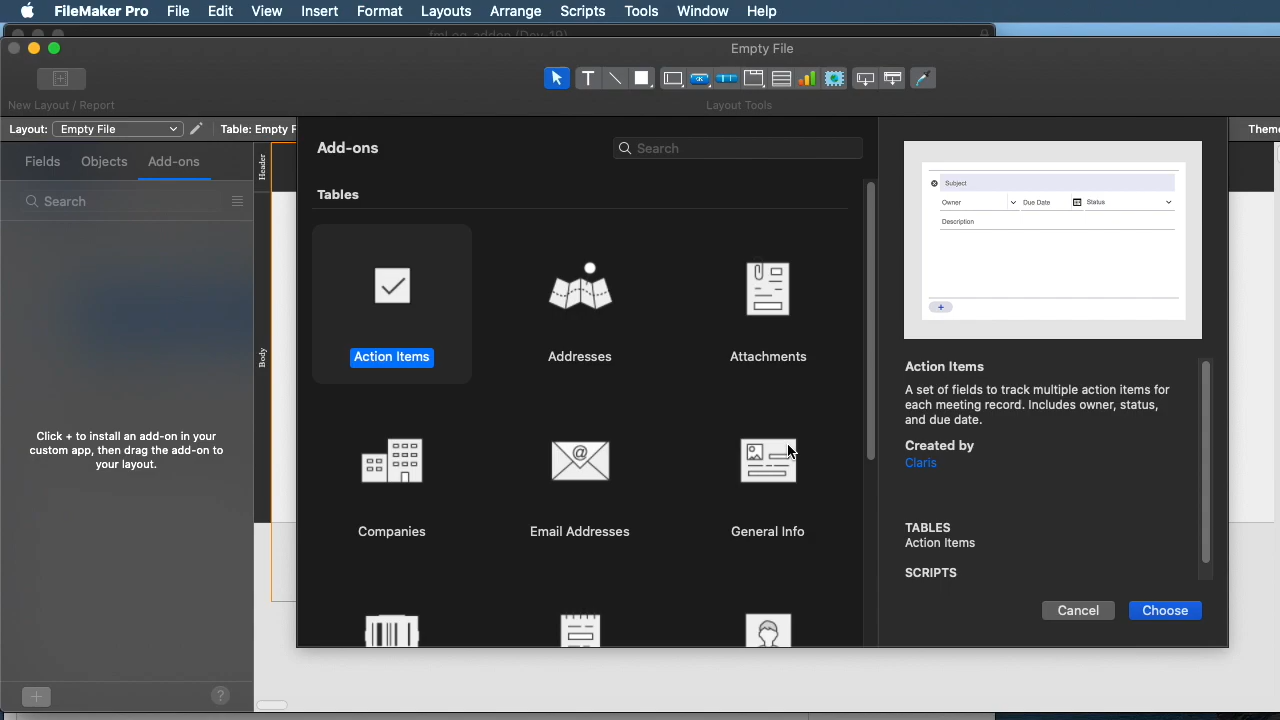 FileMaker Pro File Edit View Insert Format Layouts Arrange Scripts Tools Window Help
fmLog_addon (Dev-19)
Empty File
New Layout / Report
Layout Tools
Layout: Empty File
Table: Empty F
Theme
Fields Objects Add-ons
Search
Click + to install an add-on in your
custom app, then drag the add-on to
your layout.
Header
Body
Add-ons
Search
Tables
Action Items
Addresses
Attachments
Companies
Email Addresses
General Info
Subject
Owner
Due Date
Status
Description
+
Action Items
A set of fields to track multiple action items for
each meeting record. Includes owner, status,
and due date.
Created by
Claris
TABLES
Action Items
SCRIPTS
Cancel
Choose